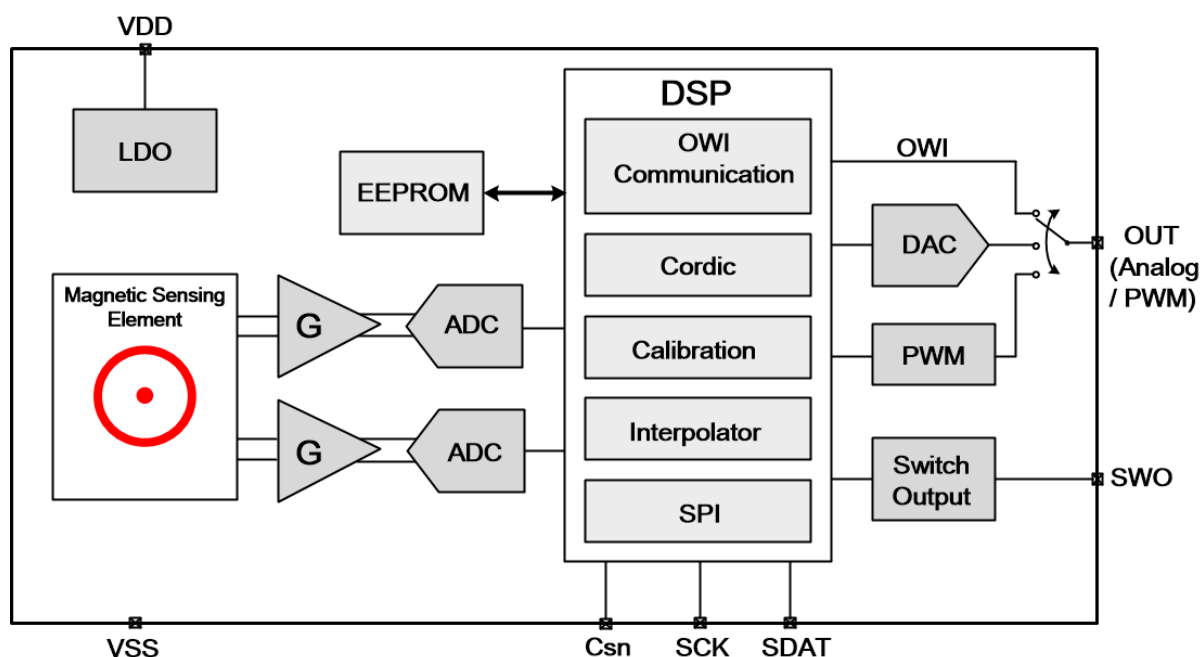 VDD
LDO
EEPROM
Magnetic Sensing
Element
G
ADC
G
ADC
DSP
OWI
Communication
Cordic
Calibration
Interpolator
SPI
OWI
DAC
PWM
Switch
Output
OUT
(Analog
/ PWM)
SWO
VSS
Csn
SCK
SDAT